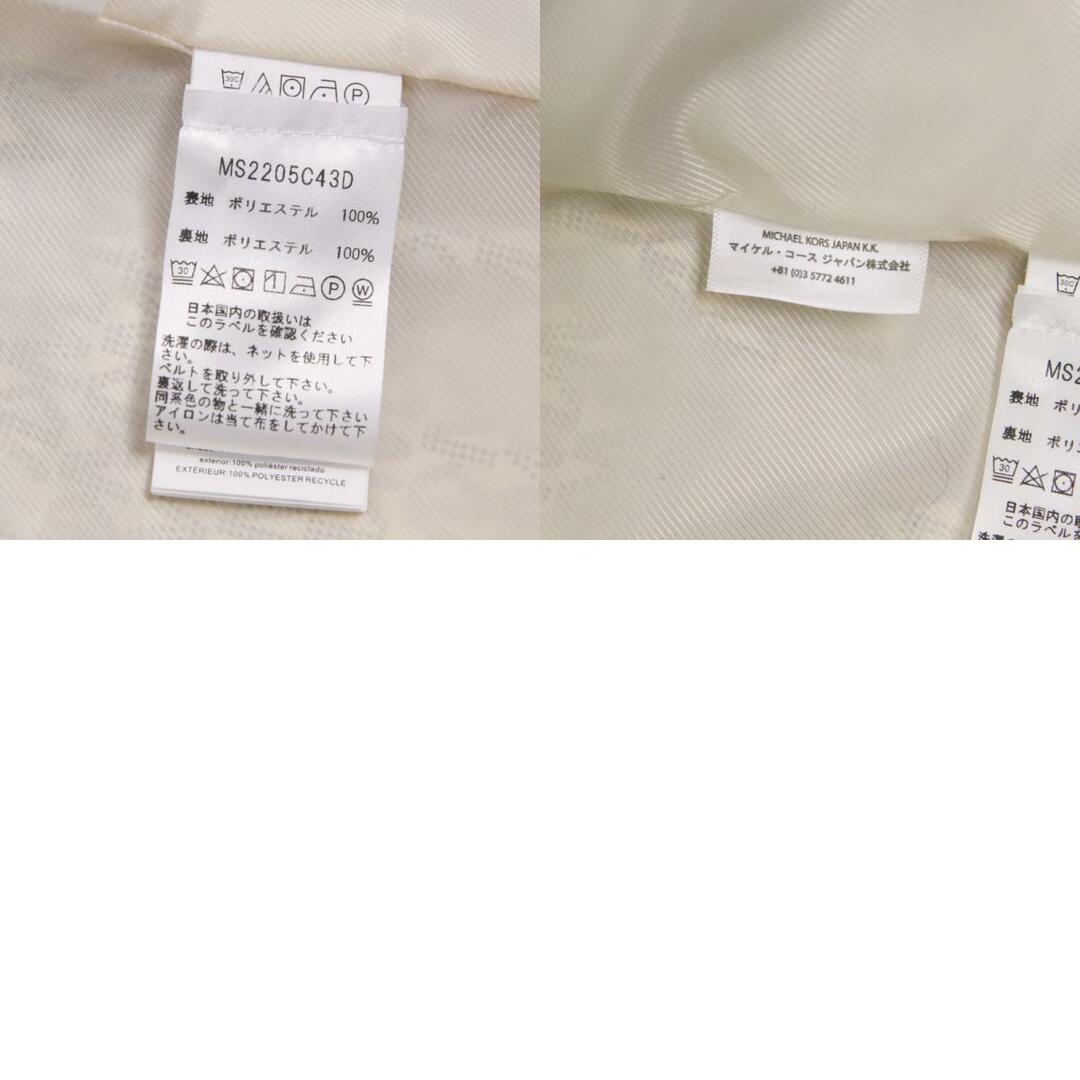 30C
P
MS2205C43D
表地 ポリエステル 100%
裏地 ポリエステル 100%
30
P
W
日本国内の取扱いは
このラベルを確認ください
洗濯の際は、ネットを使用して下
さい。
ベルトを取り外して下さい。
裏返して洗って下さい。
同系色の物と一緒に洗って下さい
アイロンは当て布をしてかけて下
さい。
exterior:100% poliéster reciclado
EXTÉRIEUR:100% POLYESTER RECYCLÉ
MICHAEL KORS JAPAN K.K.
マイケル・コース ジャパン株式会社
+81 (0)3 5772 4611
30C
MS2
表地 ポリ
裏地 ポリエ
30
日本国内の取
このラベルを